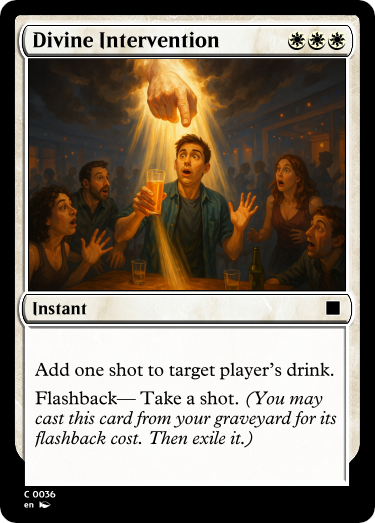 Divine Intervention
Instant
Add one shot to target player's drink.
Flashback— Take a shot. (You may
cast this card from your graveyard for its
flashback cost. Then exile it.)
C 0036
en